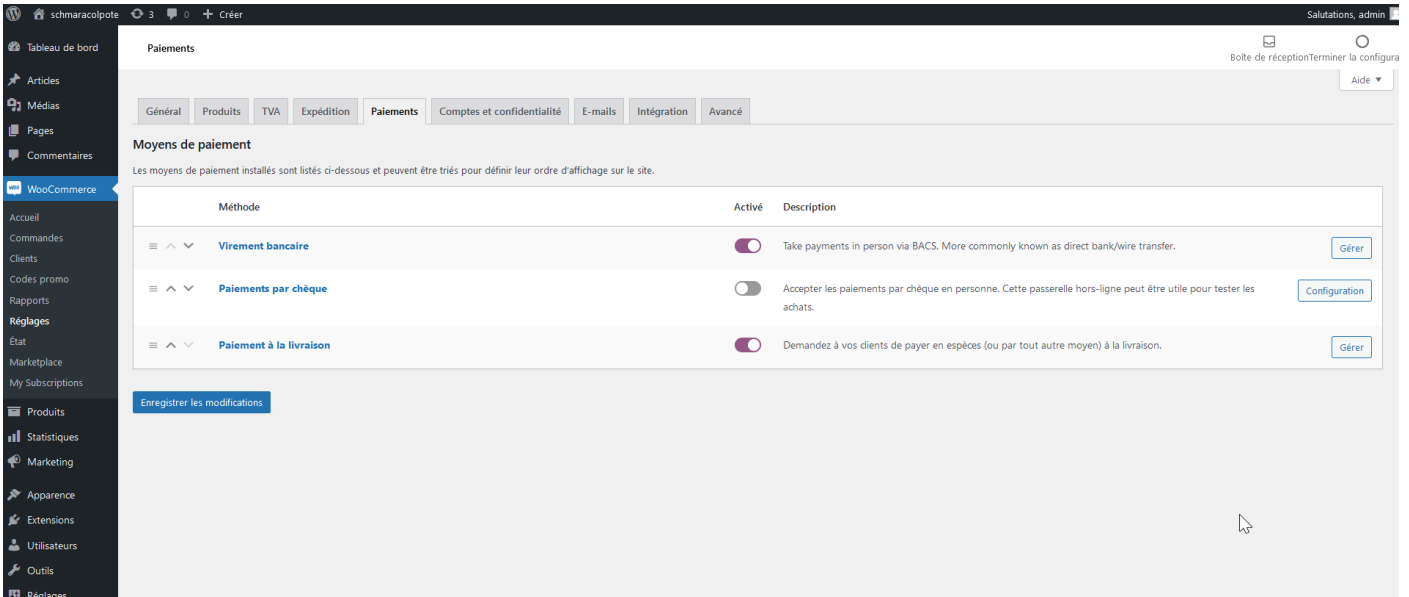 schmaracolpote 3 0 + Créer Salutations, admin
Tableau de bord
Articles
Médias
Pages
Commentaires
WooCommerce
Accueil
Commandes
Clients
Codes promo
Rapports
Réglages
État
Marketplace
My Subscriptions
Produits
Statistiques
Marketing
Apparence
Extensions
Utilisateurs
Outils
Réglages
Paiements
Boîte de réception Terminer la configura
Aide ▼
Général Produits TVA Expédition Paiements Comptes et confidentialité E-mails Intégration Avancé
Moyens de paiement
Les moyens de paiement installés sont listés ci-dessous et peuvent être triés pour définir leur ordre d'affichage sur le site.
Méthode Activé Description
Virement bancaire Take payments in person via BACS. More commonly known as direct bank/wire transfer. Gérer
Paiements par chèque Accepter les paiements par chèque en personne. Cette passerelle hors-ligne peut être utile pour tester les Configuration
achats.
Paiement à la livraison Demandez à vos clients de payer en espèces (ou par tout autre moyen) à la livraison. Gérer
Enregistrer les modifications